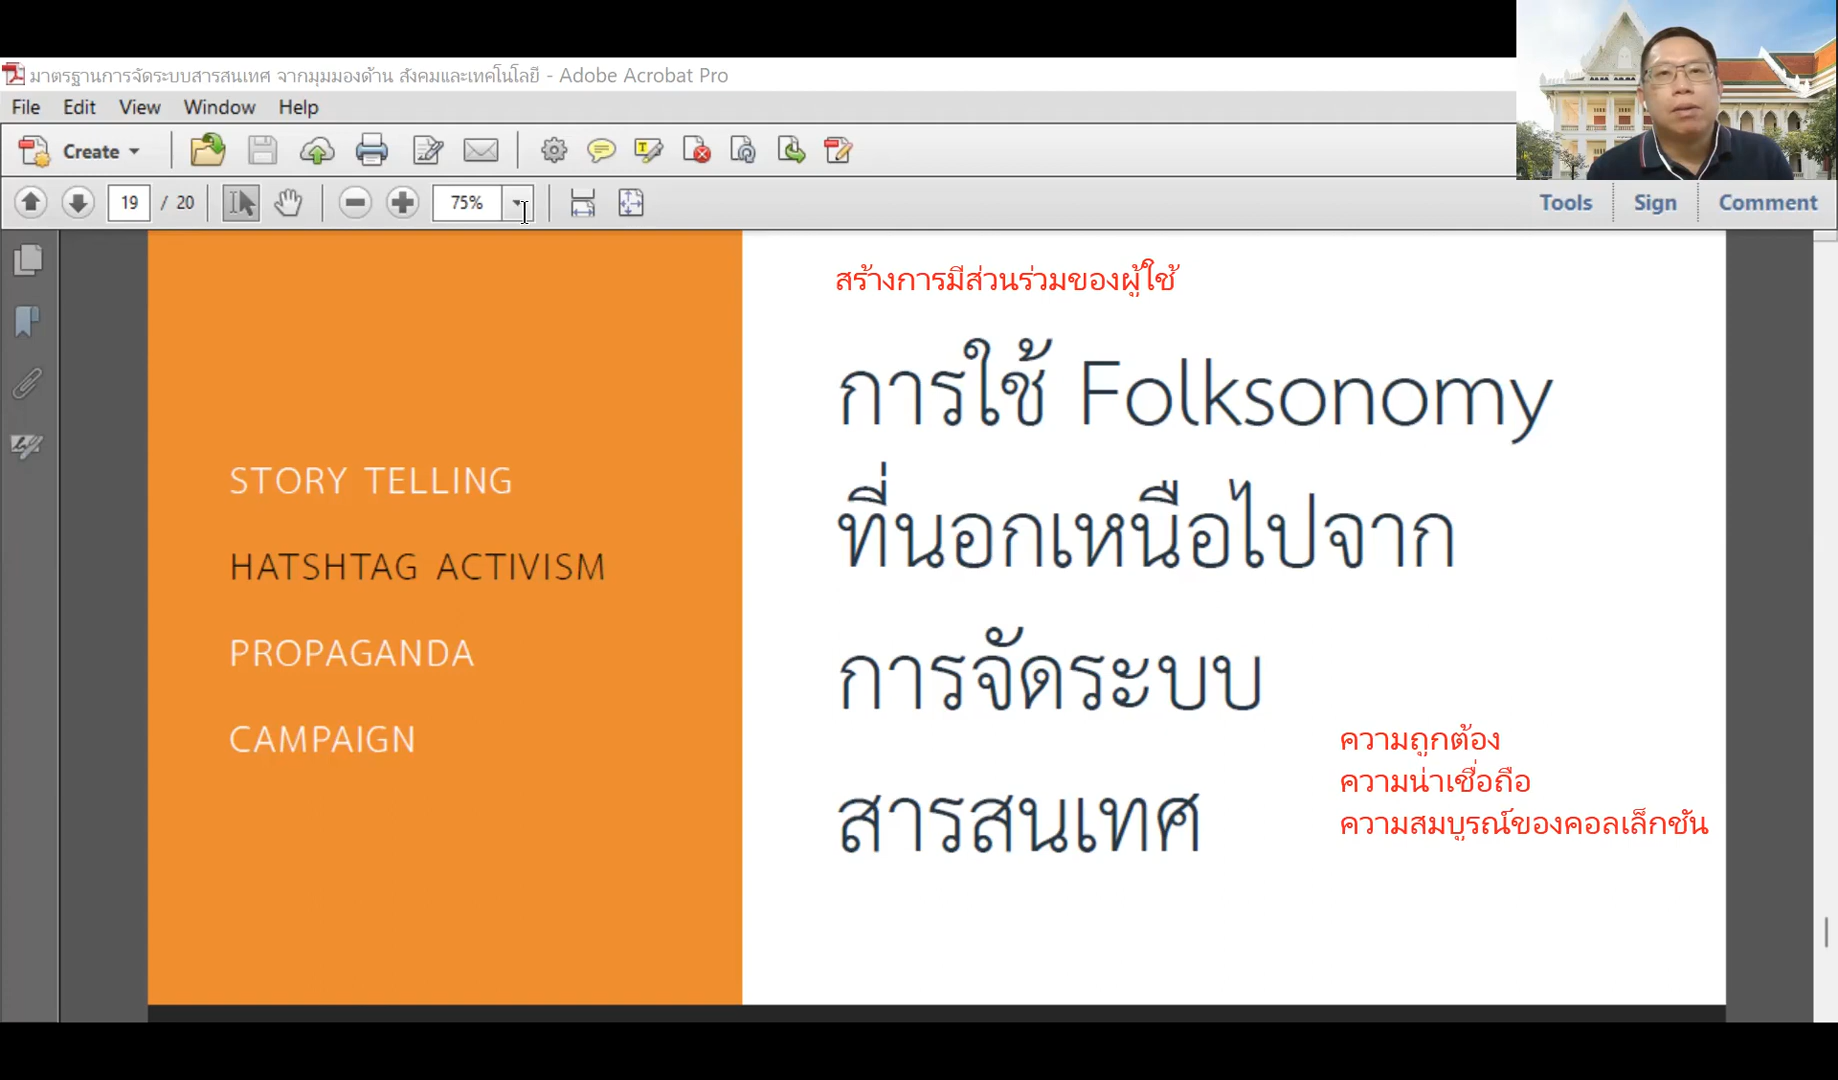 มาตรฐานการจัดระบบสารสนเทศ จากมุมมองด้าน สังคมและเทคโนโลยี - Adobe Acrobat Pro
File Edit View Window Help
Create
19 / 20 75% Tools Sign Comment
STORY TELLING
HATSHTAG ACTIVISM
PROPAGANDA
CAMPAIGN
สร้างการมีส่วนร่วมของผู้ใช้
การใช้ Folksonomy
ที่นอกเหนือไปจาก
การจัดระบบ
สารสนเทศ
ความถูกต้อง
ความน่าเชื่อถือ
ความสมบูรณ์ของคอลเล็กชัน